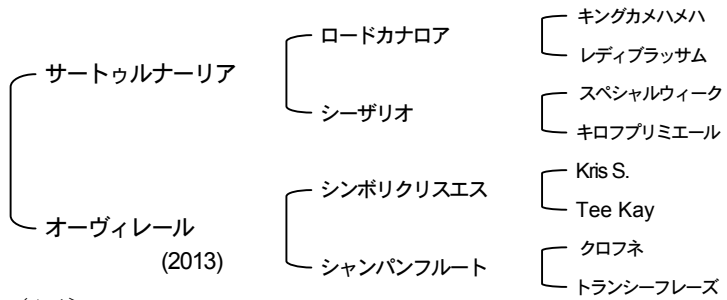 キングカメハメハ
ロードカナロア
レディブラッサム
サートゥルナーリア
スペシャルウィーク
シーザリオ
キロフプリミエール
Kris S.
シンボリクリスエス
Tee Kay
オーヴィレール
(2013)
クロフネ
シャンパンフルート
トランシーフレーズ